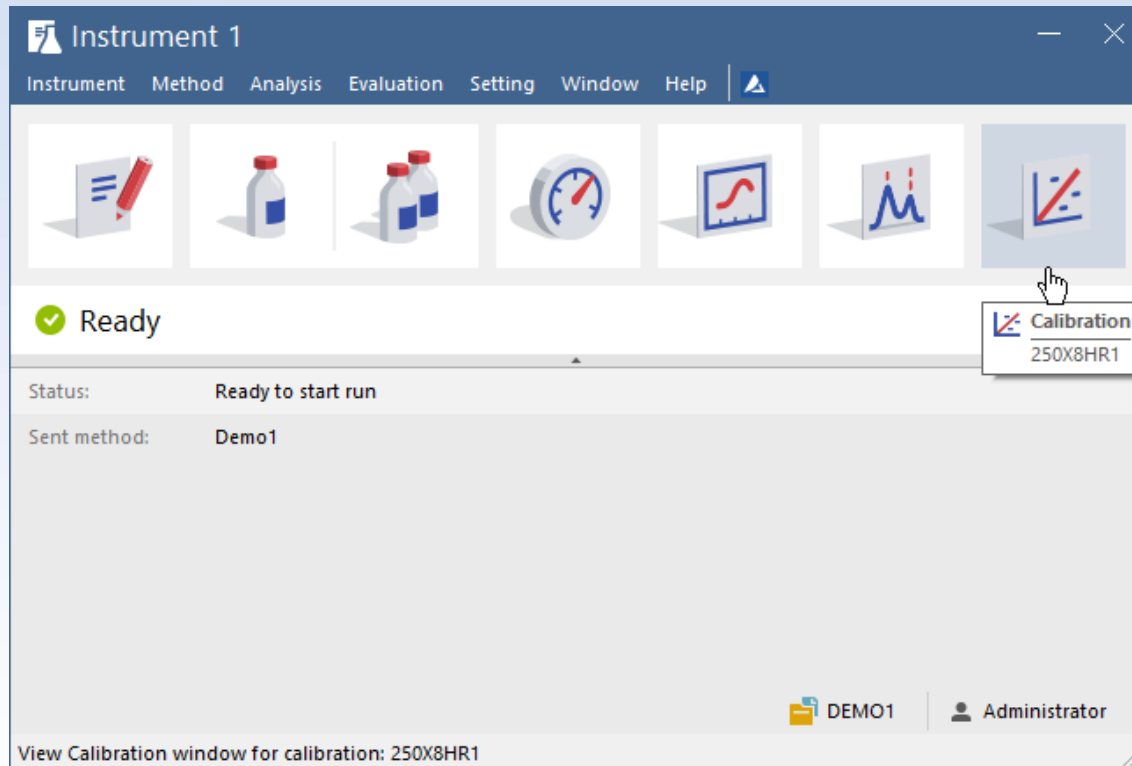 Instrument 1
Instrument Method Analysis Evaluation Setting Window Help
Ready
Calibration
250X8HR1
Status: Ready to start run
Sent method: Demo1
DEMO1 Administrator
View Calibration window for calibration: 250X8HR1